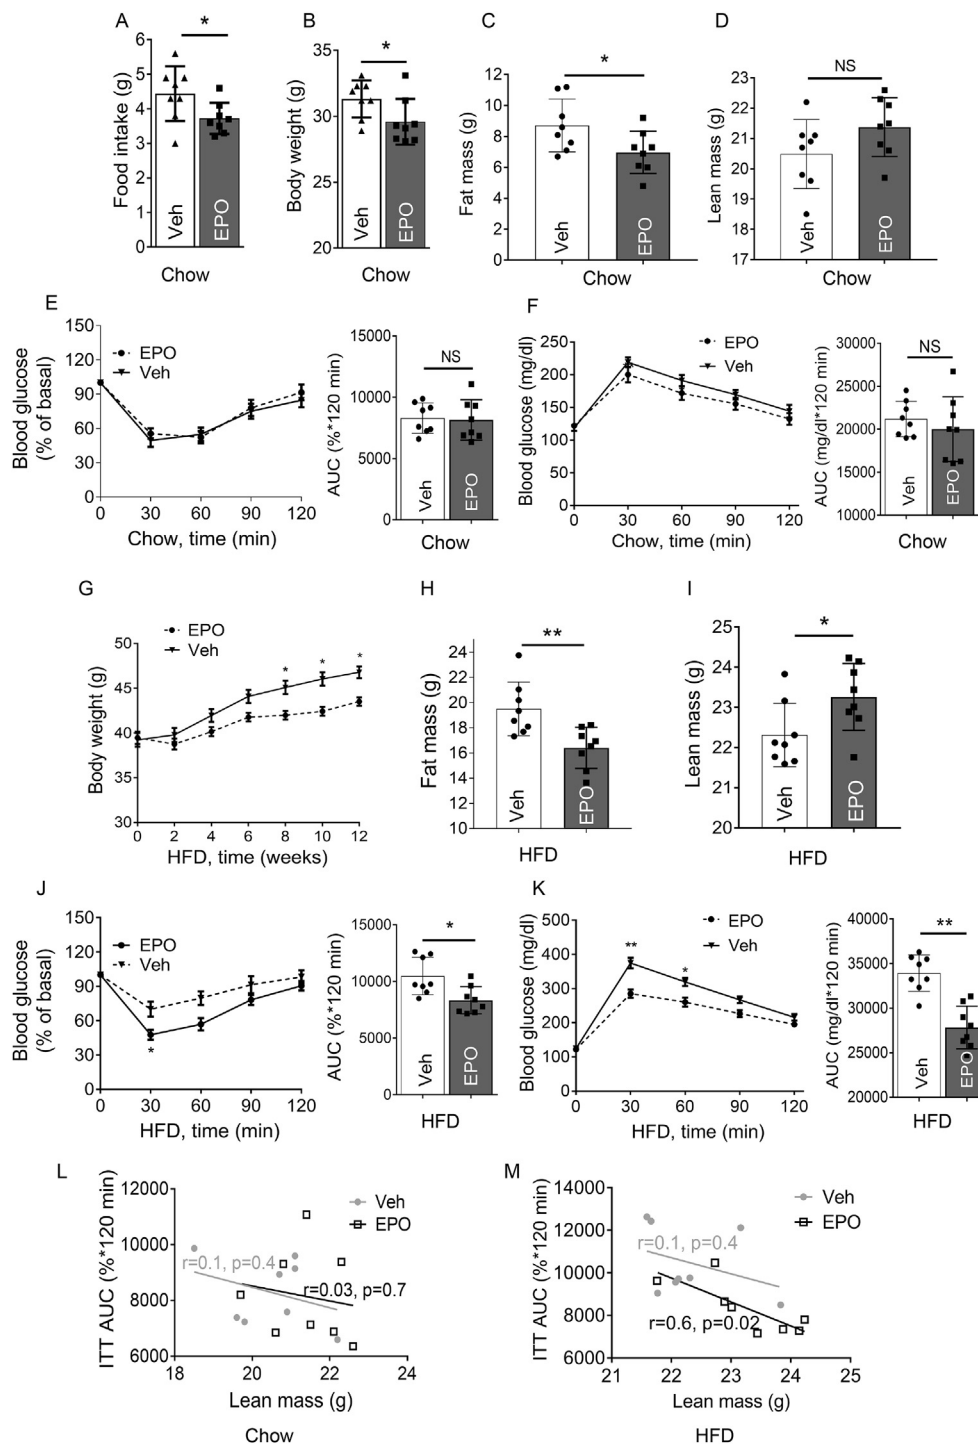 A
B
C
D
*
*
*
NS
Food intake (g)
6
5
4
3
2
1
0
Veh
EPO
Chow
Body weight (g)
35
30
25
20
Veh
EPO
Chow
Fat mass (g)
12
10
8
6
4
2
0
Veh
EPO
Chow
Lean mass (g)
23
22
21
20
19
18
17
Veh
EPO
Chow
E
Blood glucose
(% of basal)
150
120
90
60
30
0
EPO
Veh
0 30 60 90 120
Chow, time (min)
AUC (%*120 min)
15000
10000
5000
0
NS
Veh
EPO
Chow
F
Blood glucose (mg/dl)
250
200
150
100
50
0
EPO
Veh
0 30 60 90 120
Chow, time (min)
AUC (mg/dl*120 min)
30000
25000
20000
15000
10000
NS
Veh
EPO
Chow
G
Body weight (g)
50
45
40
35
30
EPO
Veh
* * *
0 2 4 6 8 10 12
HFD, time (weeks)
H
Fat mass (g)
24
22
20
18
16
14
12
10
**
Veh
EPO
HFD
I
Lean mass (g)
25
24
23
22
21
20
*
Veh
EPO
HFD
J
Blood glucose
(% of basal)
150
120
90
60
30
0
EPO
Veh
*
0 30 60 90 120
HFD, time (min)
AUC (%*120 min)
15000
10000
5000
0
*
Veh
EPO
HFD
K
Blood glucose (mg/dl)
500
400
300
200
100
0
EPO
Veh
**
*
0 30 60 90 120
HFD, time (min)
AUC (mg/dl*120 min)
40000
35000
30000
25000
20000
**
Veh
EPO
HFD
L
ITT AUC (%*120 min)
12000
10000
8000
6000
Veh
EPO
r=0.1, p=0.4
r=0.03, p=0.7
18 20 22 24
Lean mass (g)
Chow
M
ITT AUC (%*120 min)
14000
12000
10000
8000
6000
Veh
EPO
r=0.1, p=0.4
r=0.6, p=0.02
21 22 23 24 25
Lean mass (g)
HFD